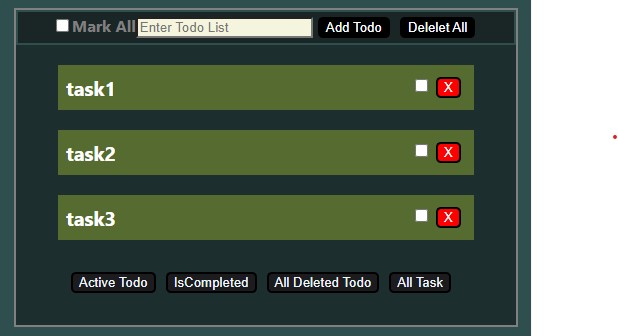 Mark All Enter Todo List Add Todo Delelet All
task1 X
task2 X
task3 X
Active Todo IsCompleted All Deleted Todo All Task